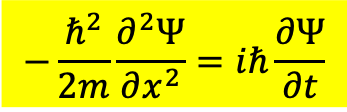 − ℏ²/2m ∂²Ψ/∂x² = iℏ ∂Ψ/∂t